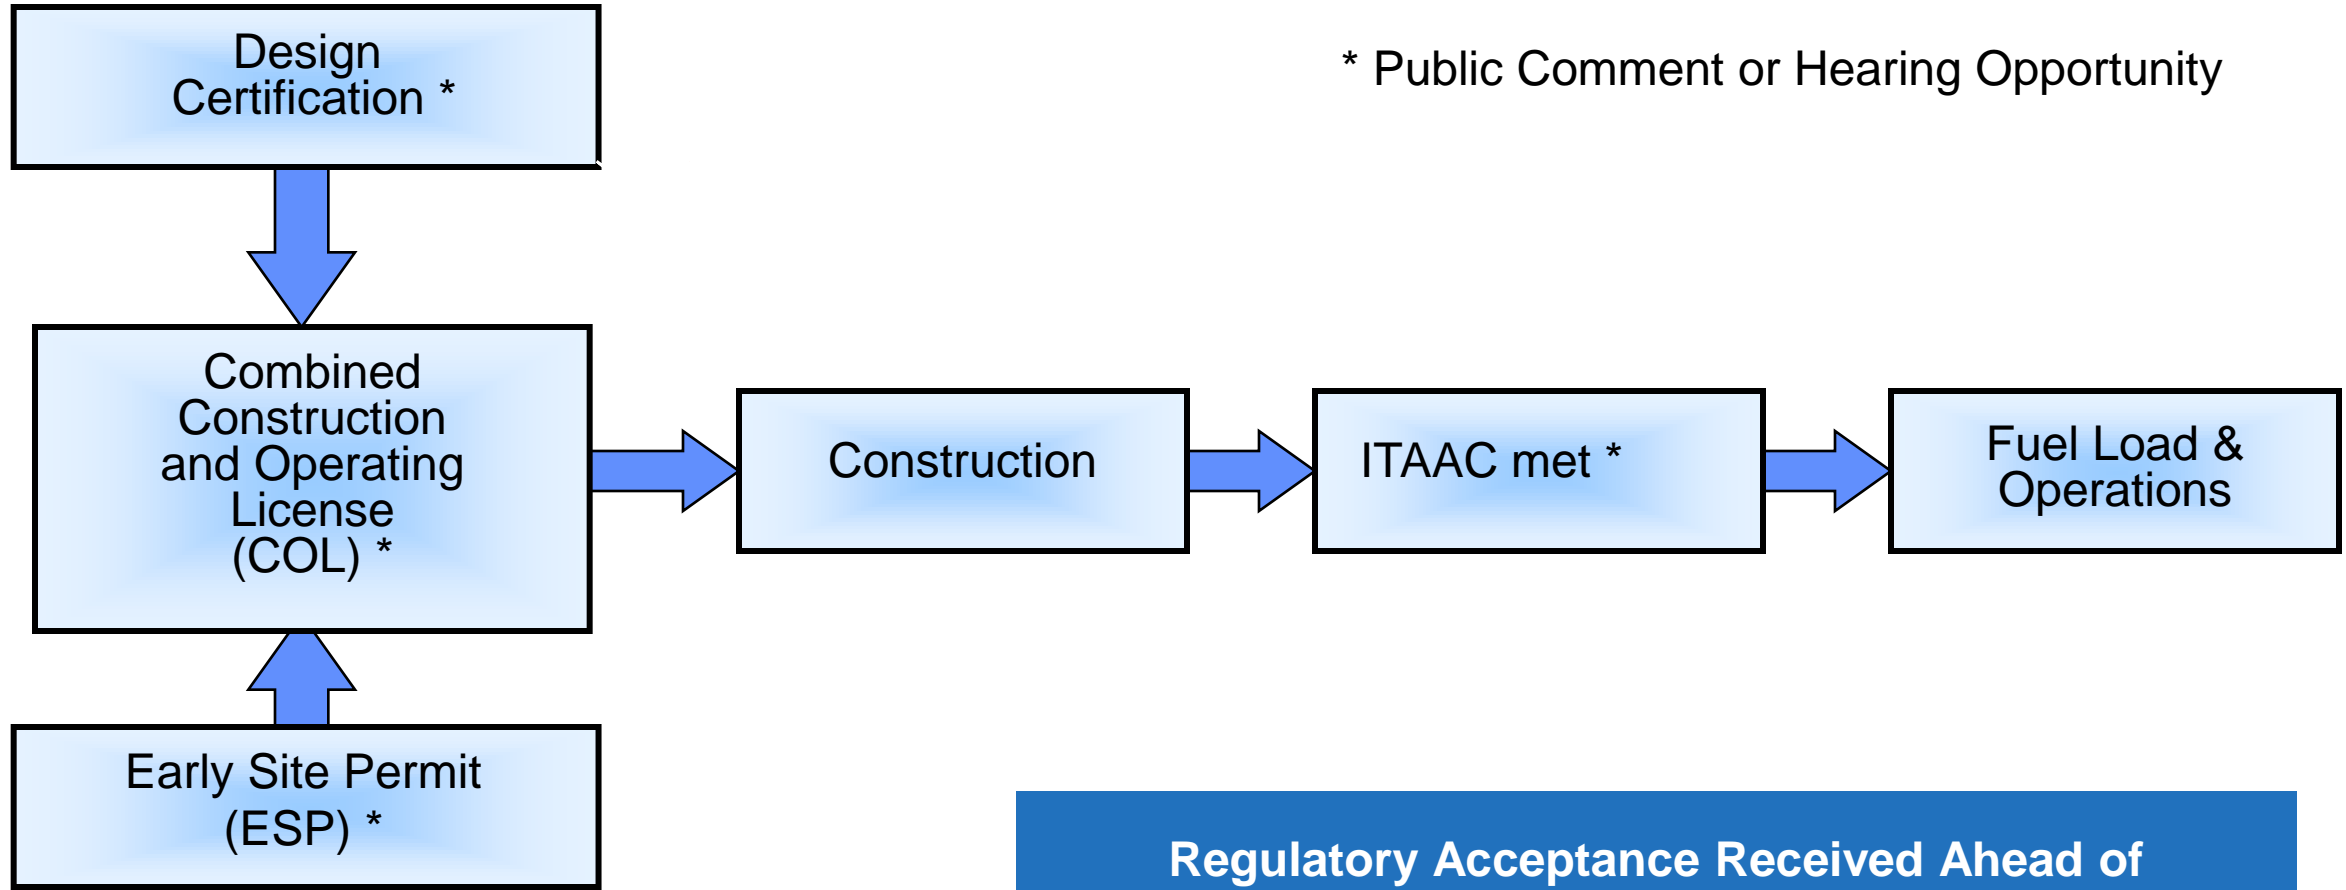 Design
Certification *
* Public Comment or Hearing Opportunity
Combined
Construction
and Operating
License
(COL) *
Construction
ITAAC met *
Fuel Load &
Operations
Early Site Permit
(ESP) *
Regulatory Acceptance Received Ahead of